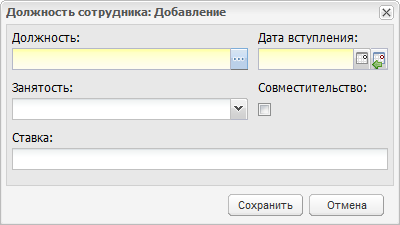 Должность сотрудника: Добавление
Должность: Дата вступления:
Занятость: Совместительство:
Ставка:
Сохранить Отмена